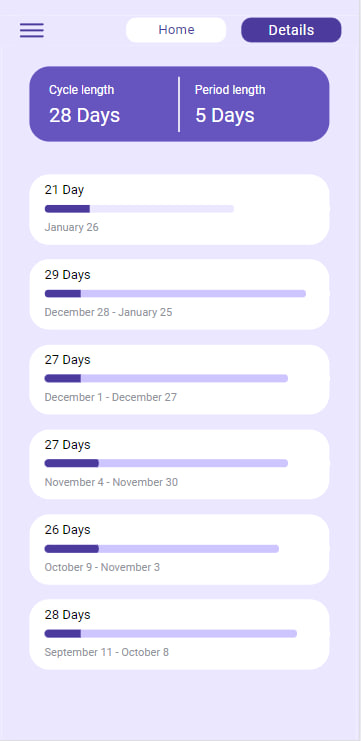 Home
Details
Cycle length
28 Days
Period length
5 Days
21 Day
January 26
29 Days
December 28 - January 25
27 Days
December 1 - December 27
27 Days
November 4 - November 30
26 Days
October 9 - November 3
28 Days
September 11 - October 8